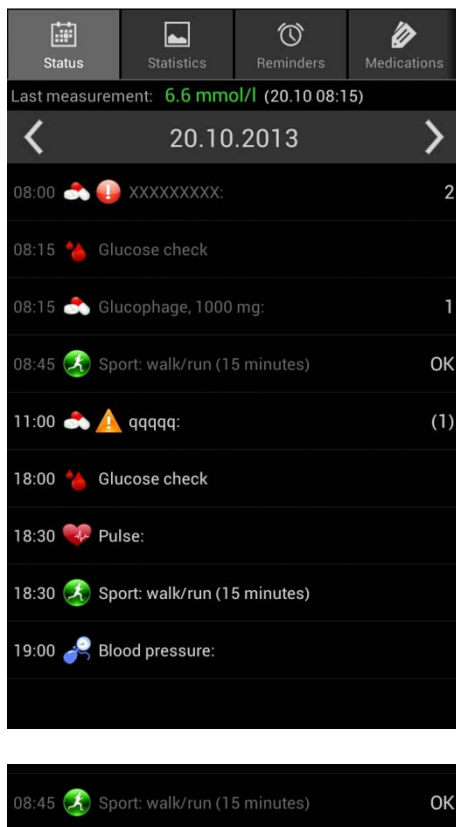 Status Statistics Reminders Medications
Last measurement: 6.6 mmol/l (20.10 08:15)
20.10.2013
08:00 XXXXXXXXX: 2
08:15 Glucose check
08:15 Glucophage, 1000 mg: 1
08:45 Sport: walk/run (15 minutes) OK
11:00 qqqqq: (1)
18:00 Glucose check
18:30 Pulse:
18:30 Sport: walk/run (15 minutes)
19:00 Blood pressure:
08:45 Sport: walk/run (15 minutes) OK